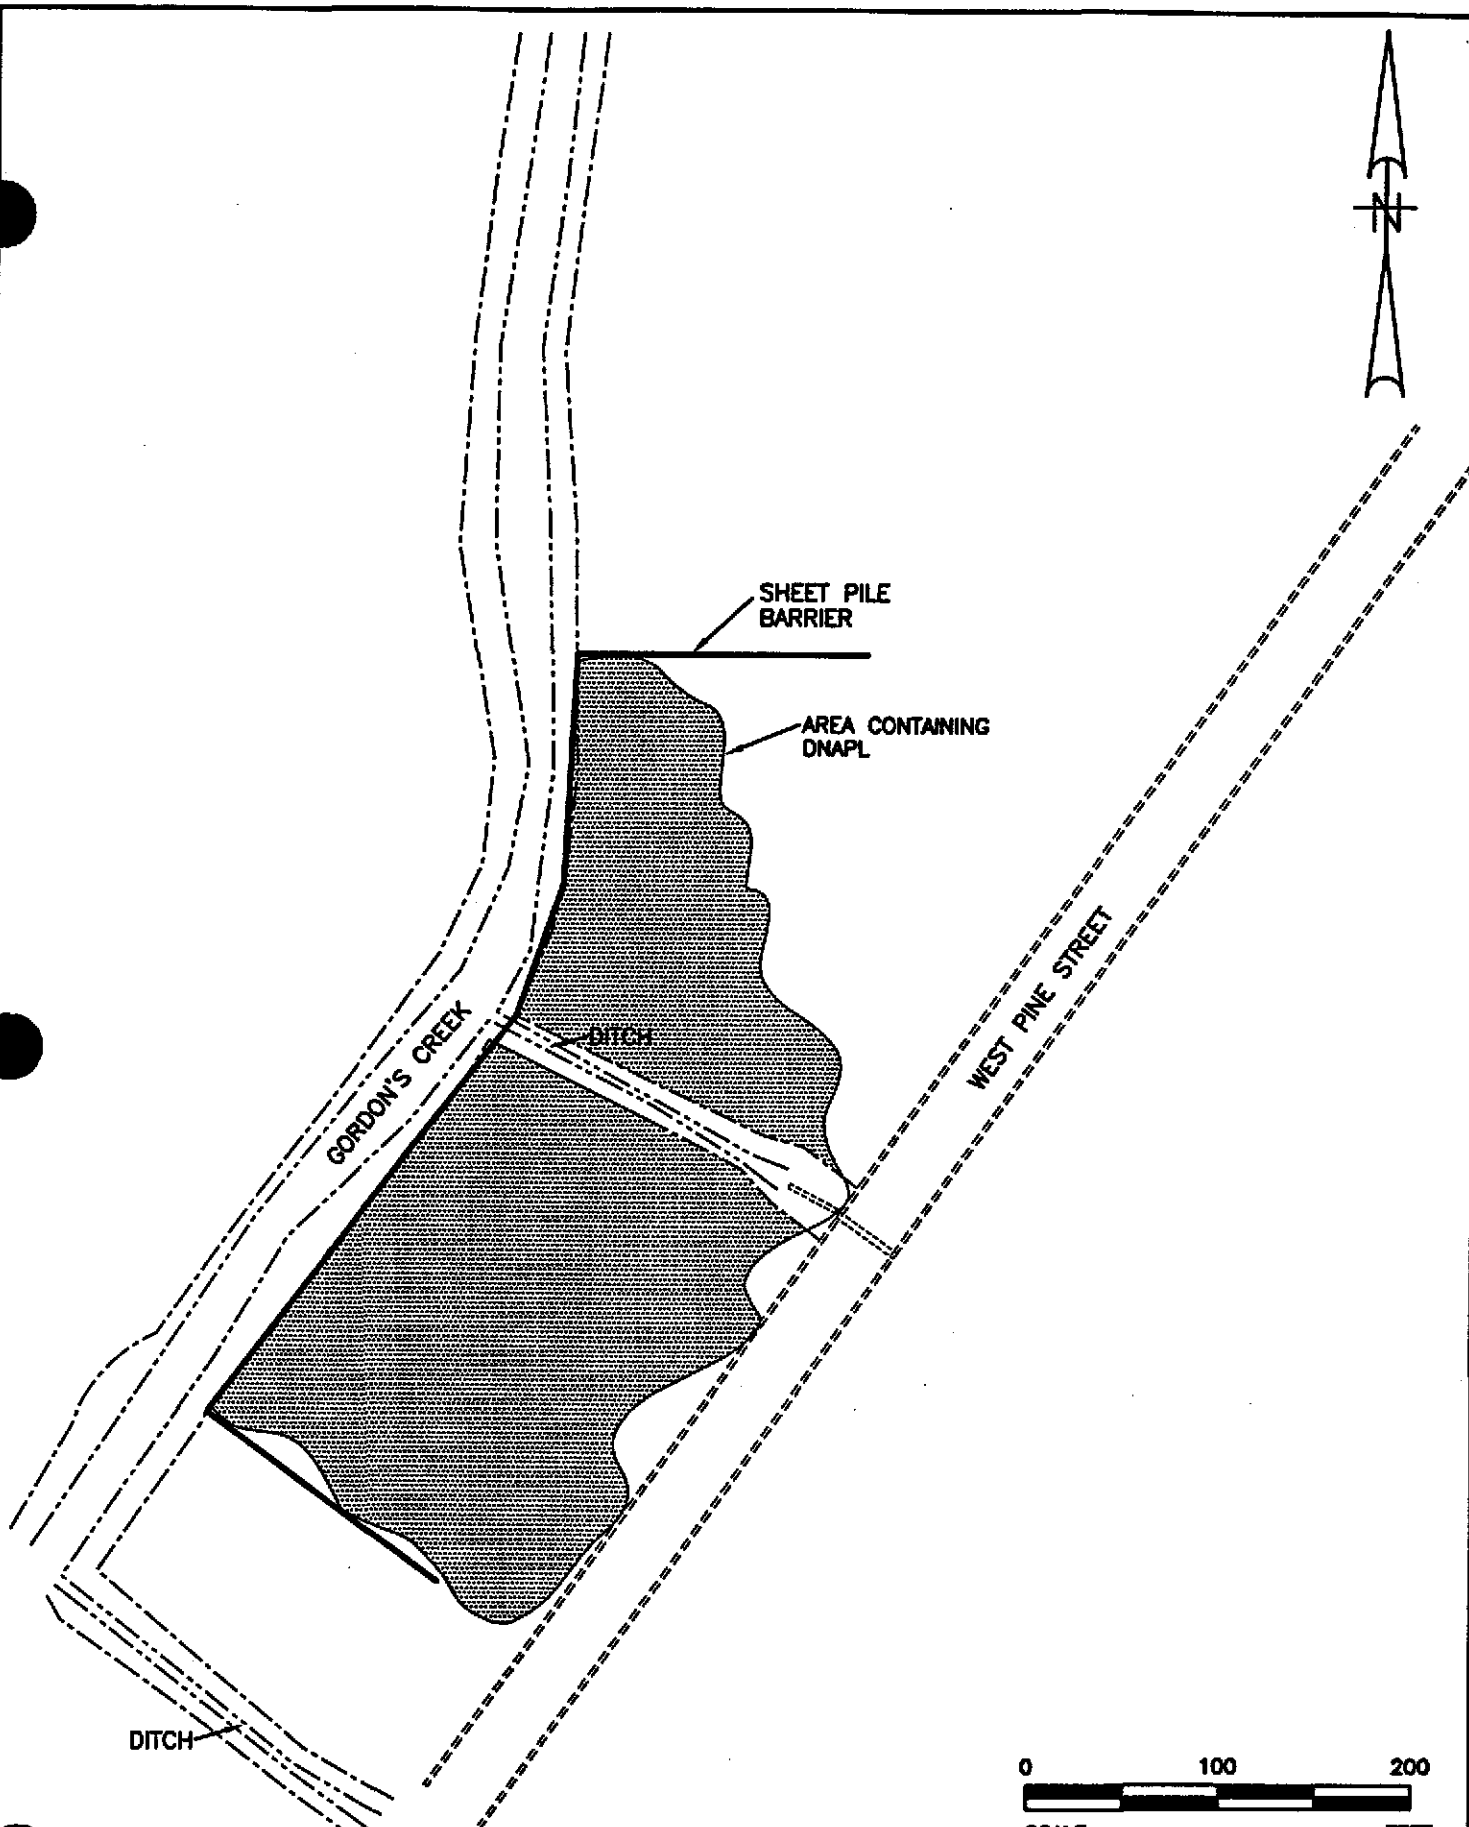 N
SHEET PILE
BARRIER
AREA CONTAINING
DNAPL
WEST PINE STREET
DITCH
GORDON'S CREEK
DITCH
0 100 200